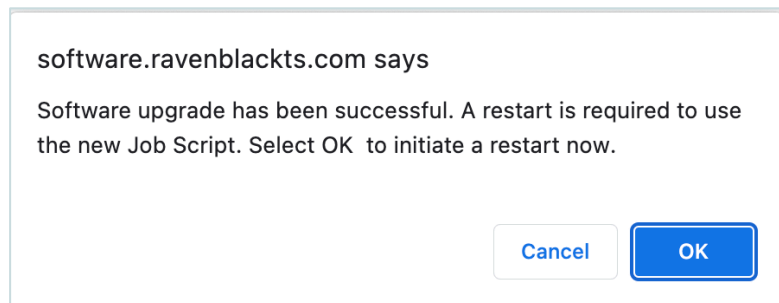 software.ravenblackts.com says
Software upgrade has been successful. A restart is required to use
the new Job Script. Select OK  to initiate a restart now.
Cancel
OK